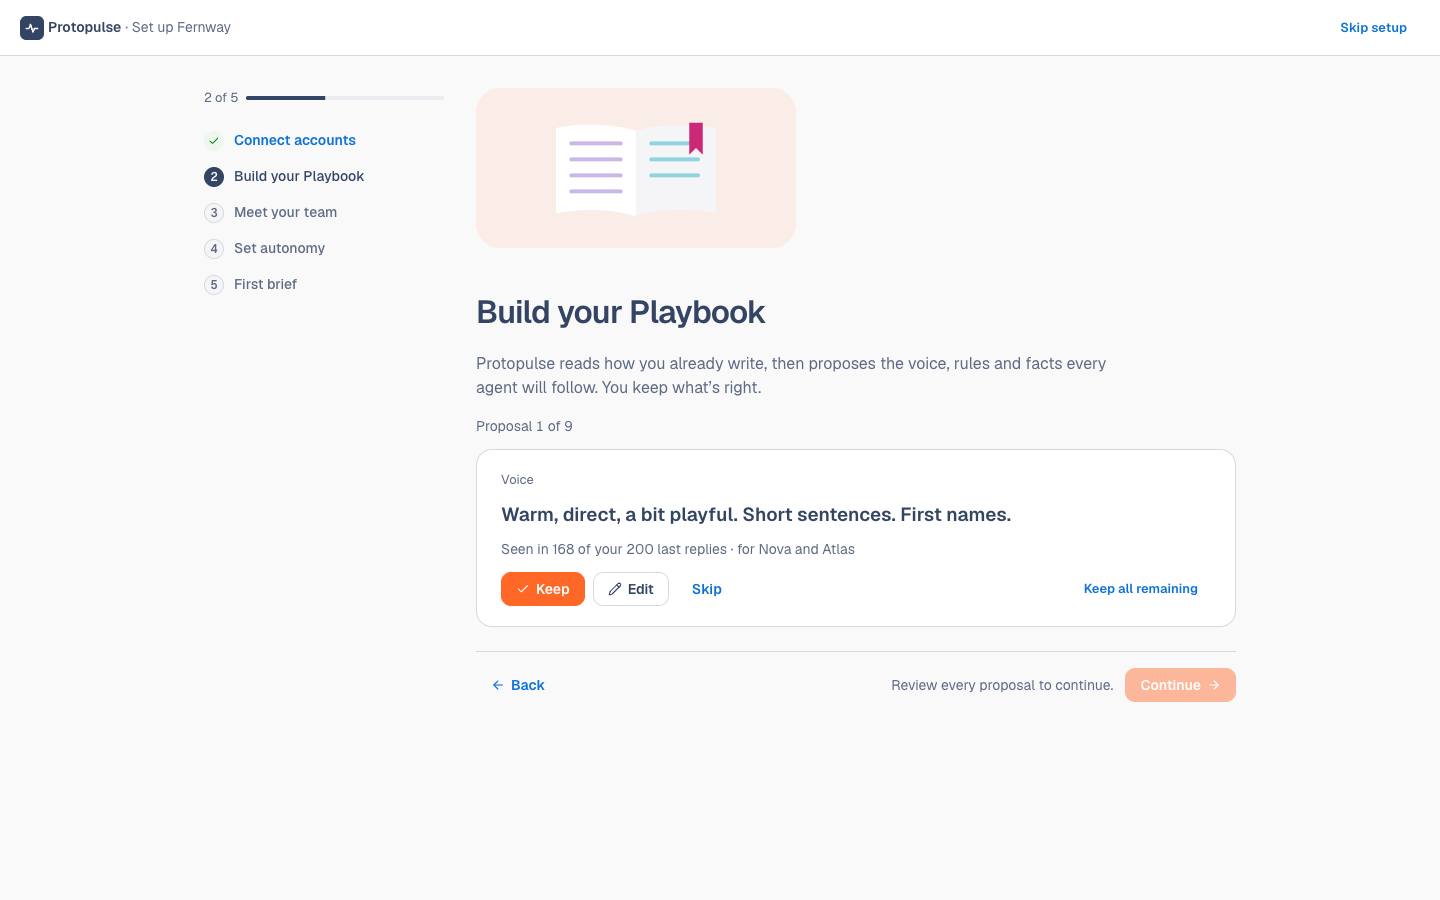 Protopulse · Set up Fernway
Skip setup
2 of 5
Connect accounts
2 Build your Playbook
3 Meet your team
4 Set autonomy
5 First brief
Build your Playbook
Protopulse reads how you already write, then proposes the voice, rules and facts every
agent will follow. You keep what’s right.
Proposal 1 of 9
Voice
Warm, direct, a bit playful. Short sentences. First names.
Seen in 168 of your 200 last replies · for Nova and Atlas
Keep Edit Skip Keep all remaining
Back Review every proposal to continue. Continue